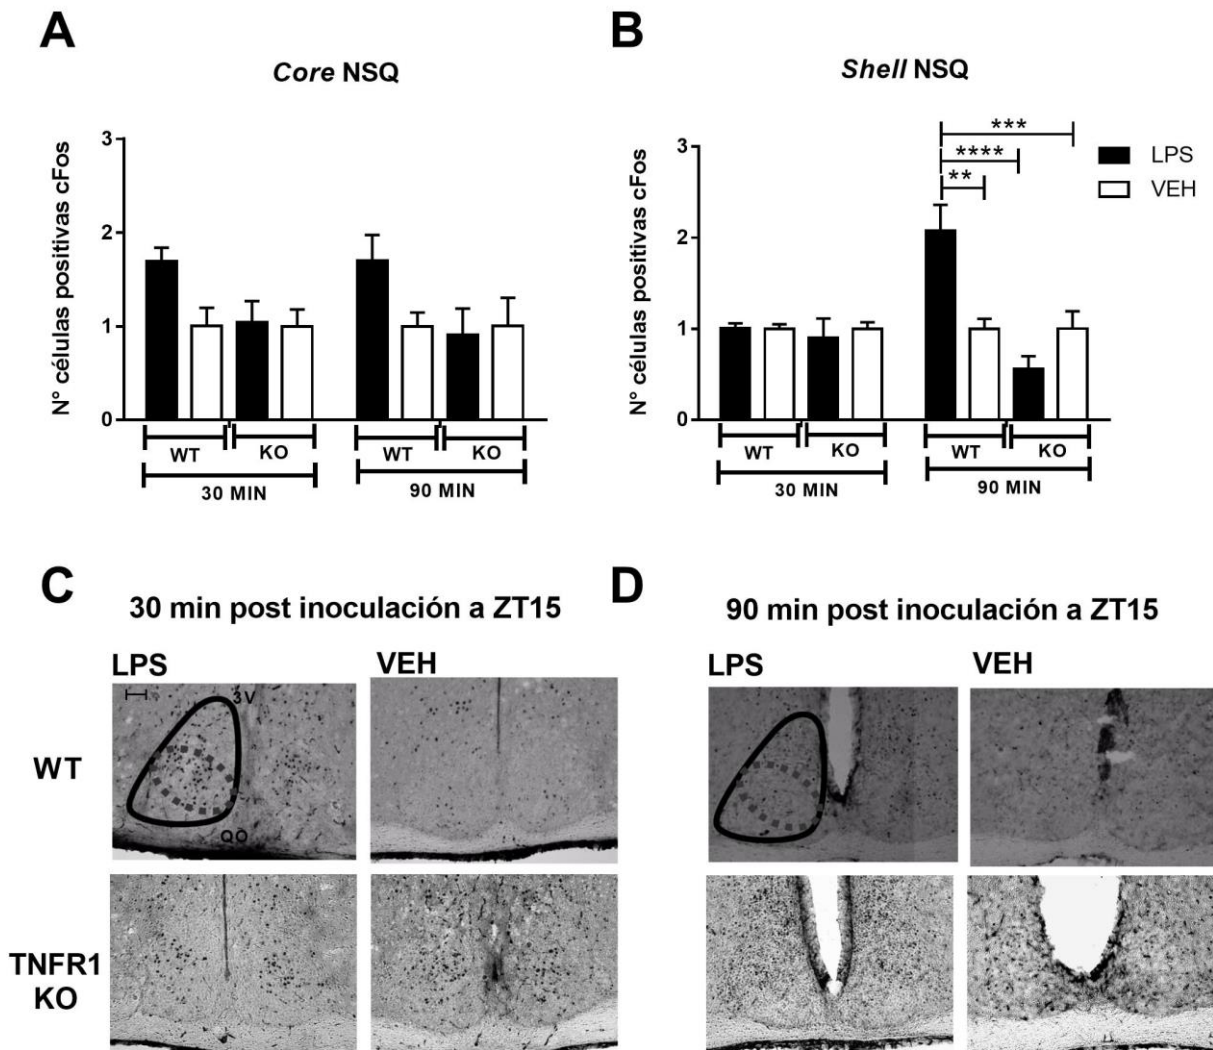 A
Core NSQ
N° células positivas cFos
3
2
1
0
WT
KO
WT
KO
30 MIN
90 MIN
B
Shell NSQ
N° células positivas cFos
3
2
1
0
***
****
**
LPS
VEH
WT
KO
WT
KO
30 MIN
90 MIN
C
30 min post inoculación a ZT15
LPS
VEH
3V
WT
QO
TNFR1
KO
D
90 min post inoculación a ZT15
LPS
VEH